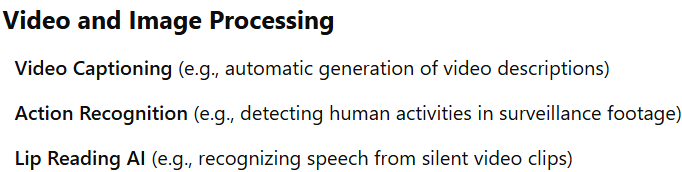 Video and Image Processing
Video Captioning (e.g., automatic generation of video descriptions)
Action Recognition (e.g., detecting human activities in surveillance footage)
Lip Reading AI (e.g., recognizing speech from silent video clips)